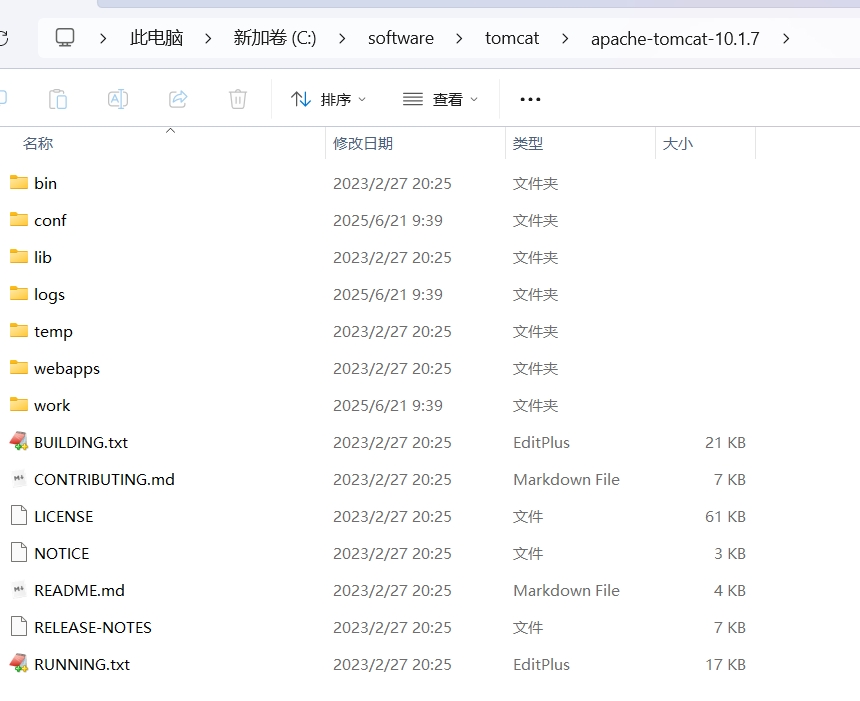 此电脑 > 新加卷 (C:) > software > tomcat > apache-tomcat-10.1.7 >
排序 查看 ...
名称 修改日期 类型 大小
bin 2023/2/27 20:25 文件夹
conf 2025/6/21 9:39 文件夹
lib 2023/2/27 20:25 文件夹
logs 2025/6/21 9:39 文件夹
temp 2023/2/27 20:25 文件夹
webapps 2023/2/27 20:25 文件夹
work 2025/6/21 9:39 文件夹
BUILDING.txt 2023/2/27 20:25 EditPlus 21 KB
CONTRIBUTING.md 2023/2/27 20:25 Markdown File 7 KB
LICENSE 2023/2/27 20:25 文件 61 KB
NOTICE 2023/2/27 20:25 文件 3 KB
README.md 2023/2/27 20:25 Markdown File 4 KB
RELEASE-NOTES 2023/2/27 20:25 文件 7 KB
RUNNING.txt 2023/2/27 20:25 EditPlus 17 KB